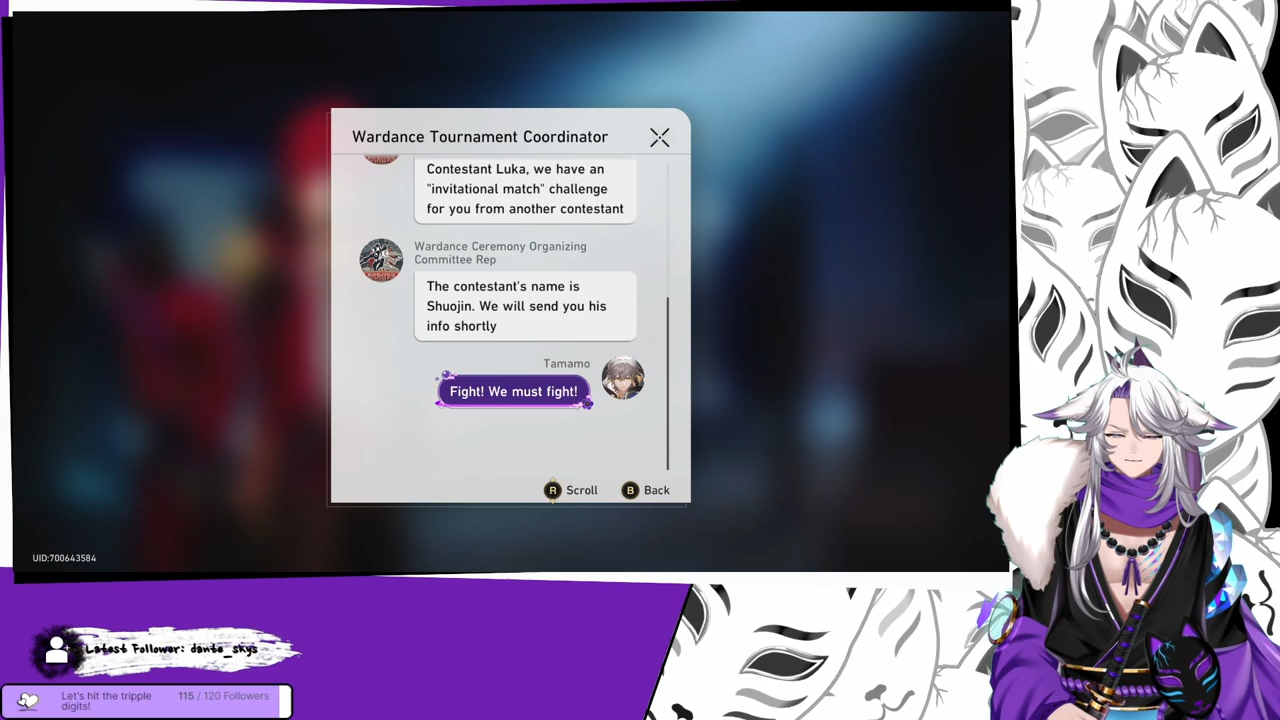 Wardance Tournament Coordinator
Contestant Luka, we have an
"invitational match" challenge
for you from another contestant
Wardance Ceremony Organizing
Committee Rep
The contestant's name is
Shuojin. We will send you his
info shortly
Tamamo
Fight! We must fight!
R Scroll
B Back
UID:700643584
Latest Follower: dante_skys
Let's hit the tripple
digits!
115 / 120 Followers